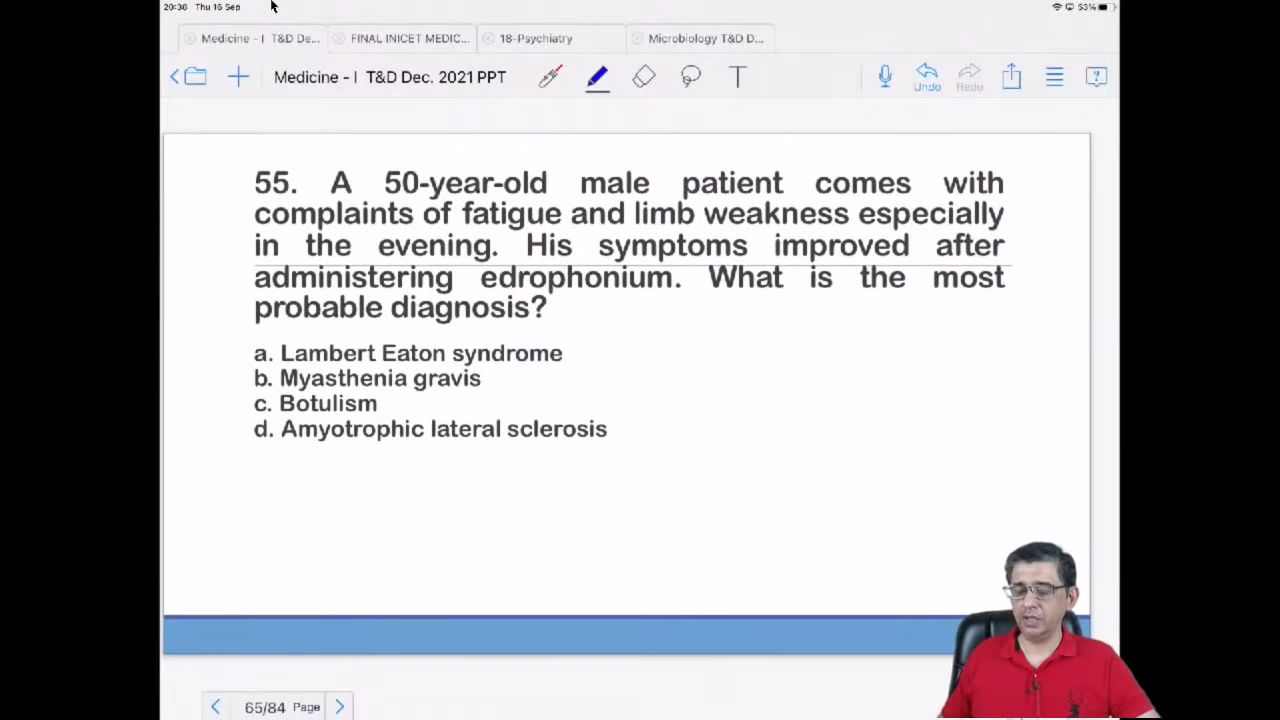 20:38 Thu 16 Sep
53%
Medicine - I T&D De...
FINAL INICET MEDIC...
18-Psychiatry
Microbiology T&D D...
Medicine - I T&D Dec. 2021 PPT
T
Undo
Redo
?
55. A 50-year-old male patient comes with
complaints of fatigue and limb weakness especially
in the evening. His symptoms improved after
administering edrophonium. What is the most
probable diagnosis?
a. Lambert Eaton syndrome
b. Myasthenia gravis
c. Botulism
d. Amyotrophic lateral sclerosis
65/84 Page